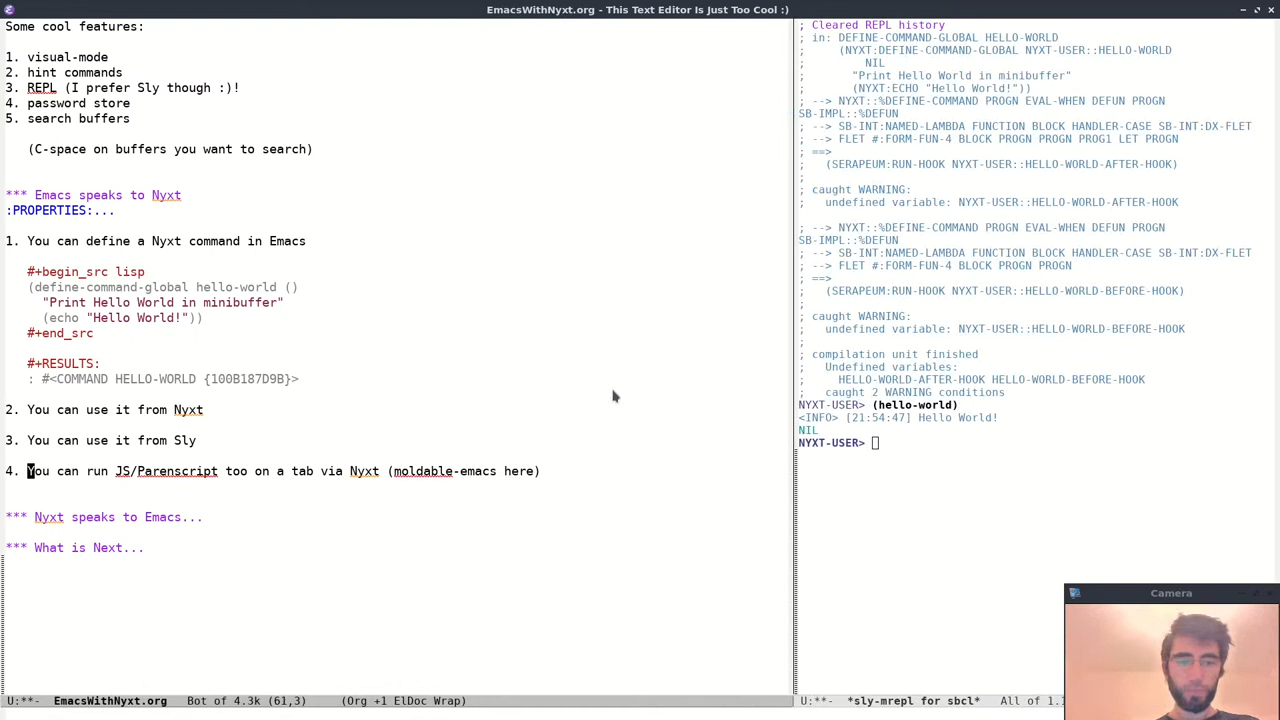 EmacsWithNyxt.org - This Text Editor Is Just Too Cool :)
Some cool features:
1. visual-mode
2. hint commands
3. REPL (I prefer Sly though :)!
4. password store
5. search buffers
(C-space on buffers you want to search)
*** Emacs speaks to Nyxt
:PROPERTIES:...
1. You can define a Nyxt command in Emacs
#+begin_src lisp
(define-command-global hello-world ()
"Print Hello World in minibuffer"
(echo "Hello World!"))
#+end_src
#+RESULTS:
: #<COMMAND HELLO-WORLD {100B187D9B}>
2. You can use it from Nyxt
3. You can use it from Sly
4. You can run JS/Parenscript too on a tab via Nyxt (moldable-emacs here)
*** Nyxt speaks to Emacs...
*** What is Next...
U:**-  EmacsWithNyxt.org   Bot of 4.3k (61,3)     (Org +1 ElDoc Wrap)
; Cleared REPL history
; in: DEFINE-COMMAND-GLOBAL HELLO-WORLD
;     (NYXT:DEFINE-COMMAND-GLOBAL NYXT-USER::HELLO-WORLD
;         NIL
;       "Print Hello World in minibuffer"
;       (NYXT:ECHO "Hello World!"))
; --> NYXT::%DEFINE-COMMAND PROGN EVAL-WHEN DEFUN PROGN
SB-IMPL::%DEFUN
; --> SB-INT:NAMED-LAMBDA FUNCTION BLOCK HANDLER-CASE SB-INT:DX-FLET
; --> FLET #:FORM-FUN-4 BLOCK PROGN PROGN PROG1 LET PROGN
; ==>
;   (SERAPEUM:RUN-HOOK NYXT-USER::HELLO-WORLD-AFTER-HOOK)
;
; caught WARNING:
;   undefined variable: NYXT-USER::HELLO-WORLD-AFTER-HOOK
; --> NYXT::%DEFINE-COMMAND PROGN EVAL-WHEN DEFUN PROGN
SB-IMPL::%DEFUN
; --> SB-INT:NAMED-LAMBDA FUNCTION BLOCK HANDLER-CASE SB-INT:DX-FLET
; --> FLET #:FORM-FUN-4 BLOCK PROGN PROGN
; ==>
;   (SERAPEUM:RUN-HOOK NYXT-USER::HELLO-WORLD-BEFORE-HOOK)
;
; caught WARNING:
;   undefined variable: NYXT-USER::HELLO-WORLD-BEFORE-HOOK
;
; compilation unit finished
;   Undefined variables:
;     HELLO-WORLD-AFTER-HOOK HELLO-WORLD-BEFORE-HOOK
;   caught 2 WARNING conditions
NYXT-USER> (hello-world)
<INFO> [21:54:47] Hello World!
NIL
NYXT-USER>
U:**-  *sly-mrepl for sbcl*   All of 1.1
Camera